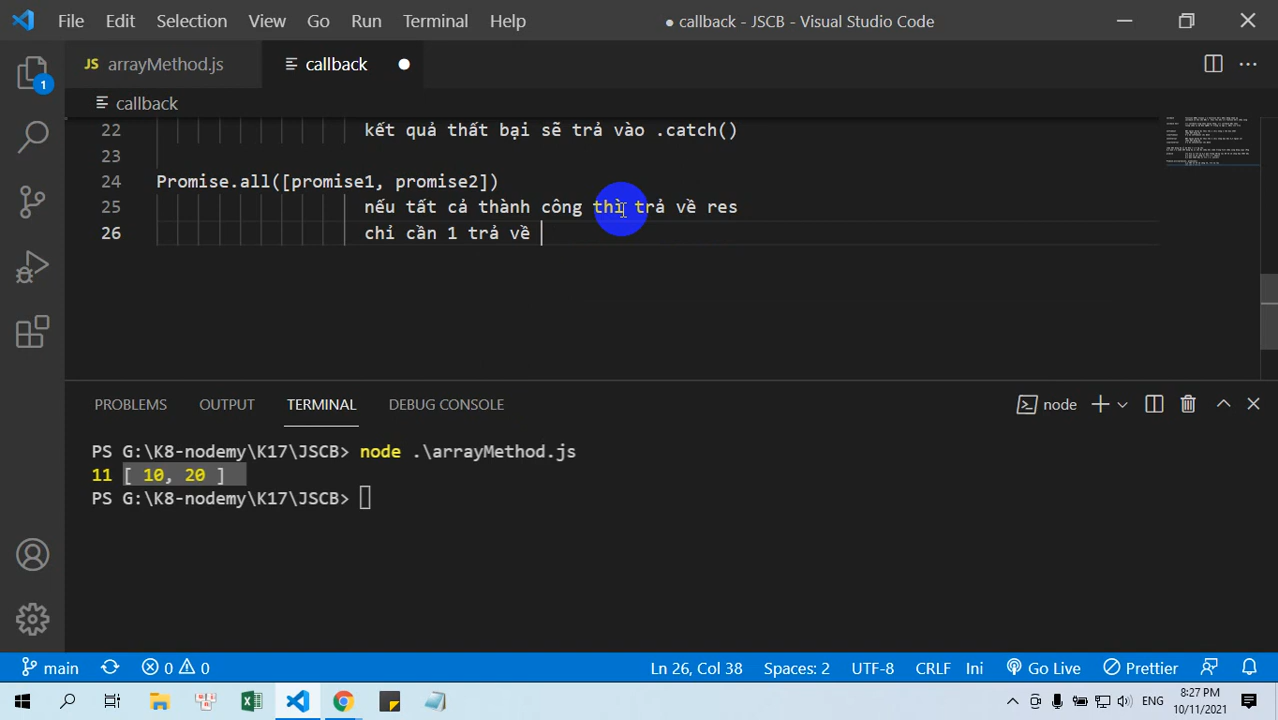 File Edit Selection View Go Run Terminal Help ● callback - JSCB - Visual Studio Code
JS arrayMethod.js callback
callback
1
22 kết quả thất bại sẽ trả vào .catch()
23
24 Promise.all([promise1, promise2])
25 nếu tất cả thành công thì trả về res
26 chỉ cần 1 trả về
PROBLEMS OUTPUT TERMINAL DEBUG CONSOLE node
PS G:\K8-nodemy\K17\JSCB> node .\arrayMethod.js
11 [ 10, 20 ]
PS G:\K8-nodemy\K17\JSCB>
main 0 0 Ln 26, Col 38 Spaces: 2 UTF-8 CRLF Ini Go Live Prettier
ENG 8:27 PM
10/11/2021